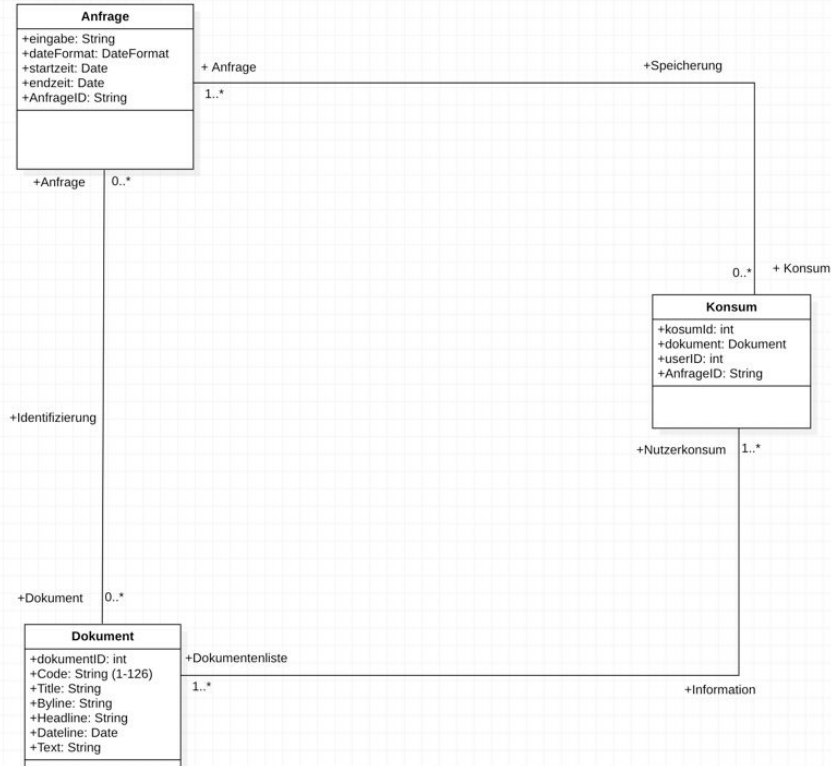 Anfrage
+eingabe: String
+dateFormat: DateFormat
+startzeit: Date
+endzeit: Date
+AnfrageID: String
+ Anfrage
1..*
+Speicherung
+Anfrage
0..*
0..*
+ Konsum
Konsum
+kosumId: int
+dokument: Dokument
+userID: int
+AnfrageID: String
+Identifizierung
+Nutzerkonsum
1..*
+Dokument
0..*
Dokument
+dokumentID: int
+Code: String (1-126)
+Title: String
+Byline: String
+Headline: String
+Dateline: Date
+Text: String
+Dokumentenliste
1..*
+Information